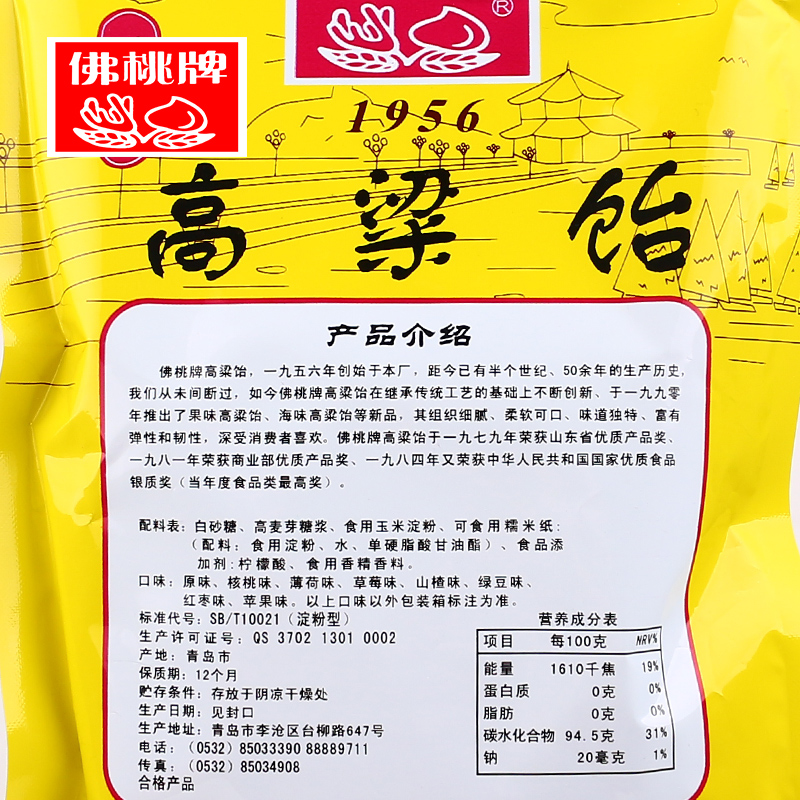 ®
佛桃牌
1956
高粱饴
产品介绍
佛桃牌高粱饴，一九五六年创始于本厂，距今已有半个世纪、50余年的生产历史，
我们从未间断过，如今佛桃牌高粱饴在继承传统工艺的基础上不断创新、于一九九零
年推出了果味高粱饴、海味高粱饴等新品，其组织细腻、柔软可口、味道独特、富有
弹性和韧性，深受消费者喜欢。佛桃牌高粱饴于一九七九年荣获山东省优质产品奖、
一九八一年荣获商业部优质产品奖、一九八四年又荣获中华人民共和国国家优质食品
银质奖（当年度食品类最高奖）。
配料表：白砂糖、高麦芽糖浆、食用玉米淀粉、可食用糯米纸：
（配料：食用淀粉、水、单硬脂酸甘油酯）、食品添
加剂：柠檬酸、食用香精香料。
口味：原味、核桃味、薄荷味、草莓味、山楂味、绿豆味、
红枣味、苹果味。以上口味以外包装箱标注为准。
标准代号：SB/T10021（淀粉型）
生产许可证号：QS 3702 1301 0002
产地：青岛市
保质期：12个月
贮存条件：存放于阴凉干燥处
生产日期：见封口
生产地址：青岛市李沧区台柳路647号
电话：（0532）85033390 88889711
传真：（0532）85034908
合格产品
营养成分表
项目 每100克 NRV%
能量 1610千焦 19%
蛋白质 0克 0%
脂肪 0克 0%
碳水化合物 94.5克 31%
钠 20毫克 1%